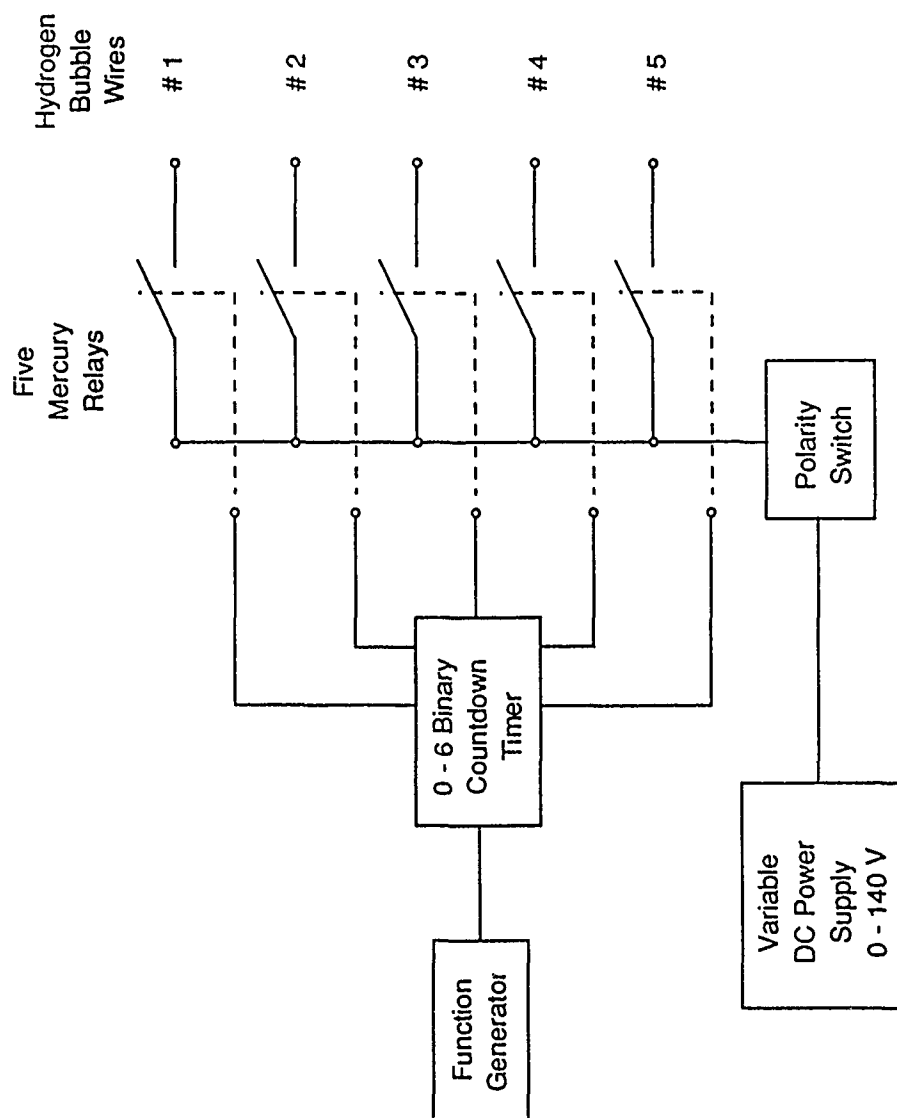 Hydrogen
Bubble
Wires
#1
#2
#3
#4
#5
Five
Mercury
Relays
Polarity
Switch
0 - 6 Binary
Countdown
Timer
Variable
DC Power
Supply
0 - 140 V
Function
Generator